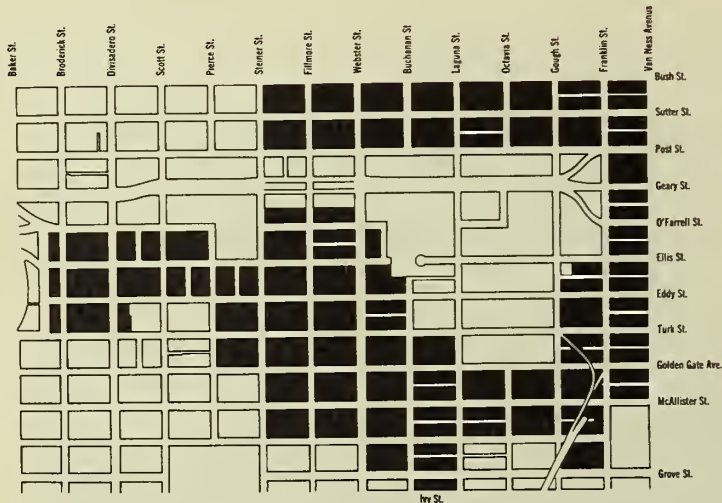 Baker St.
Broderick St.
Divisadero St.
Scott St.
Pierce St.
Steiner St.
Fillmore St.
Webster St.
Buchanan St.
Laguna St.
Octavia St.
Gough St.
Franklin St.
Van Ness Avenue
Bush St.
Sutter St.
Post St.
Geary St.
O'Farrell St.
Ellis St.
Eddy St.
Turk St.
Golden Gate Ave.
McAllister St.
Grove St.
Ivy St.